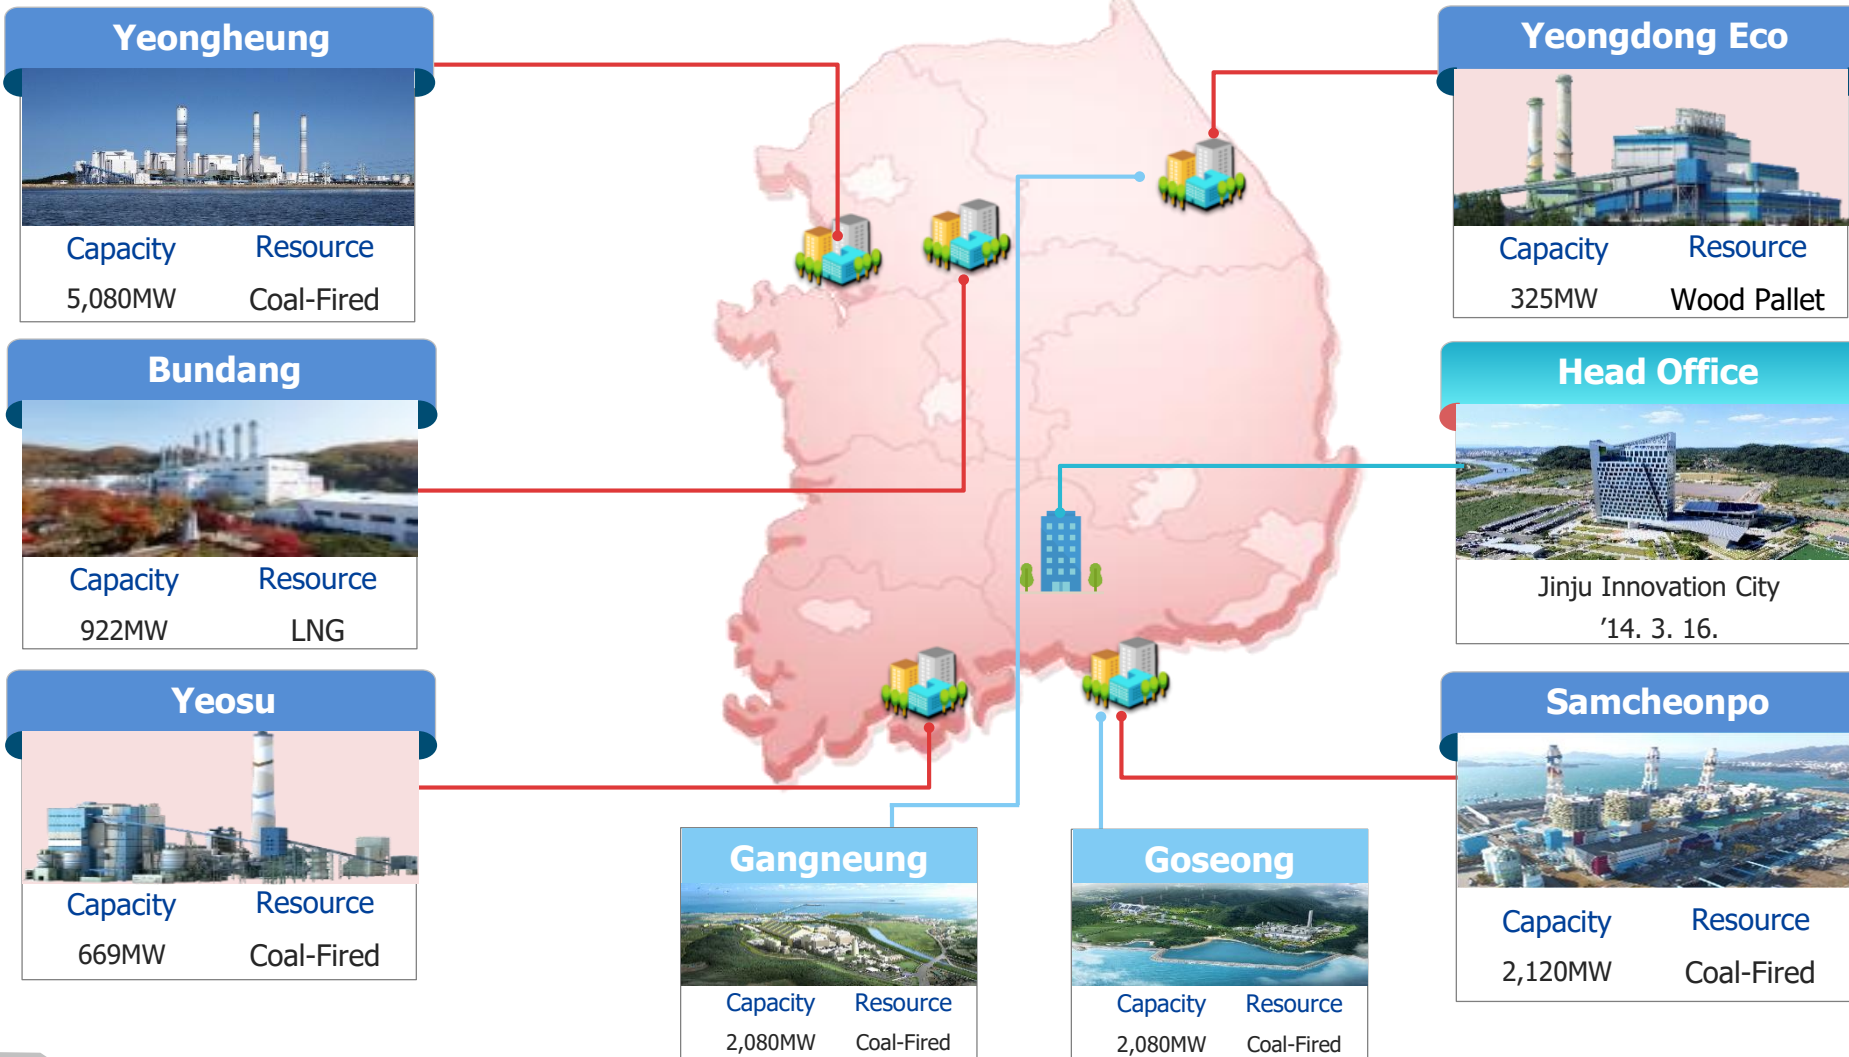 Yeongheung
Capacity Resource
5,080MW Coal-Fired
Bundang
Capacity Resource
922MW LNG
Yeosu
Capacity Resource
669MW Coal-Fired
Gangneung
Capacity Resource
2,080MW Coal-Fired
Goseong
Capacity Resource
2,080MW Coal-Fired
Yeongdong Eco
Capacity Resource
325MW Wood Pallet
Head Office
Jinju Innovation City
'14. 3. 16.
Samcheonpo
Capacity Resource
2,120MW Coal-Fired